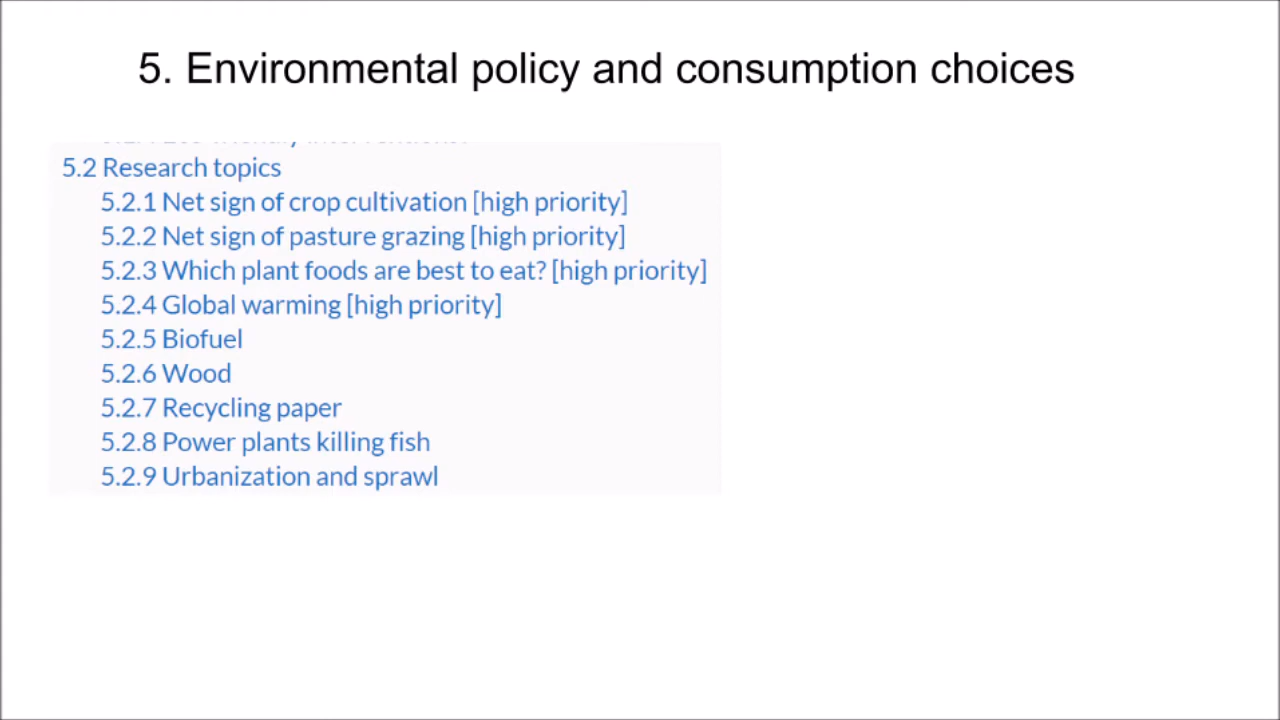 5. Environmental policy and consumption choices
5.2 Research topics
5.2.1 Net sign of crop cultivation [high priority]
5.2.2 Net sign of pasture grazing [high priority]
5.2.3 Which plant foods are best to eat? [high priority]
5.2.4 Global warming [high priority]
5.2.5 Biofuel
5.2.6 Wood
5.2.7 Recycling paper
5.2.8 Power plants killing fish
5.2.9 Urbanization and sprawl